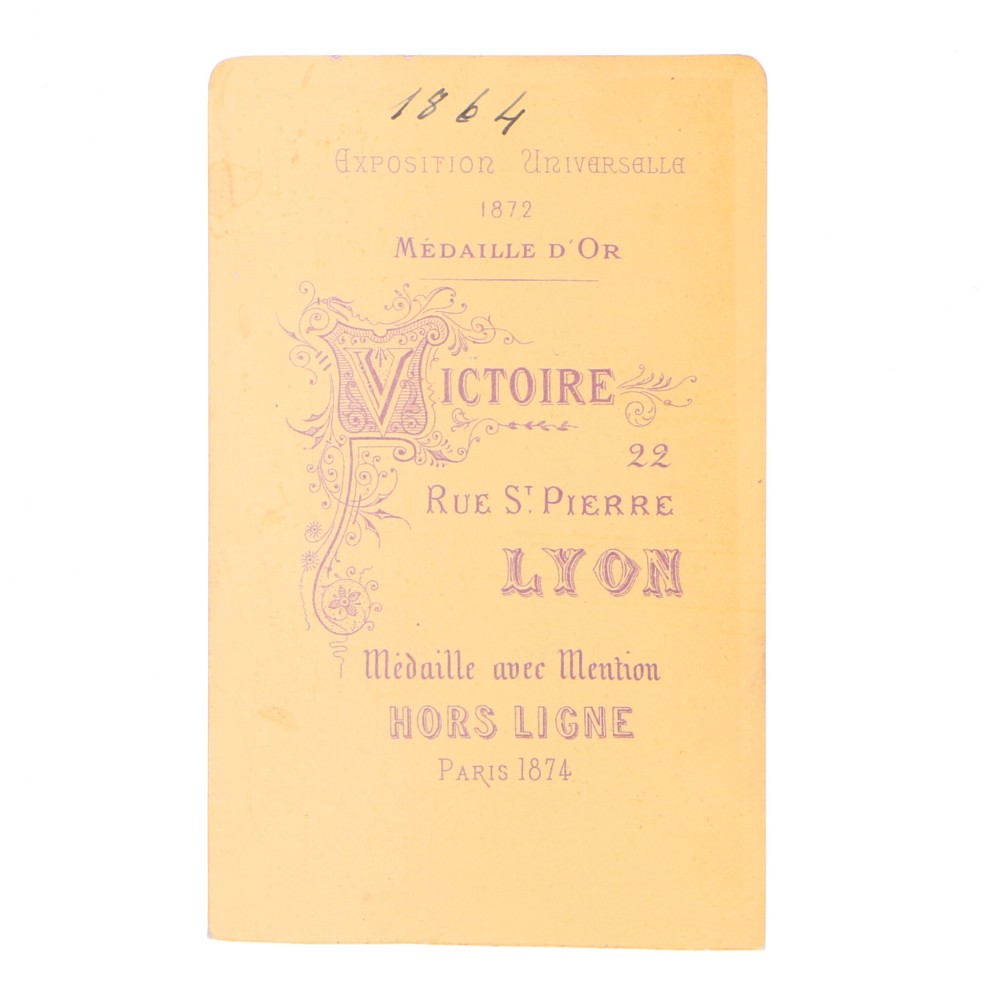 1864
Exposition Universelle
1872
Médaille d'Or
Victoire
22
Rue St. Pierre
LYON
Médaille avec Mention
HORS LIGNE
Paris 1874